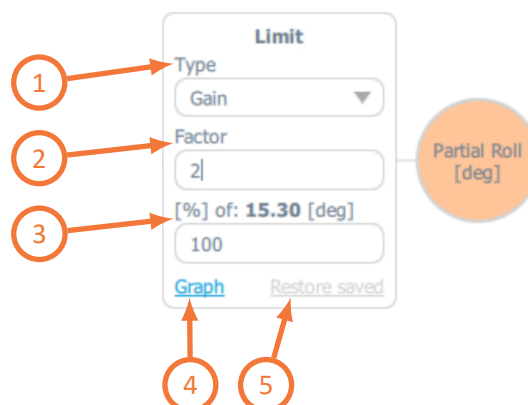 Limit
Type
1
Gain
Factor
2
2
Partial Roll
[deg]
[%] of: 15.30 [deg]
3
100
Graph
Restore saved
4
5